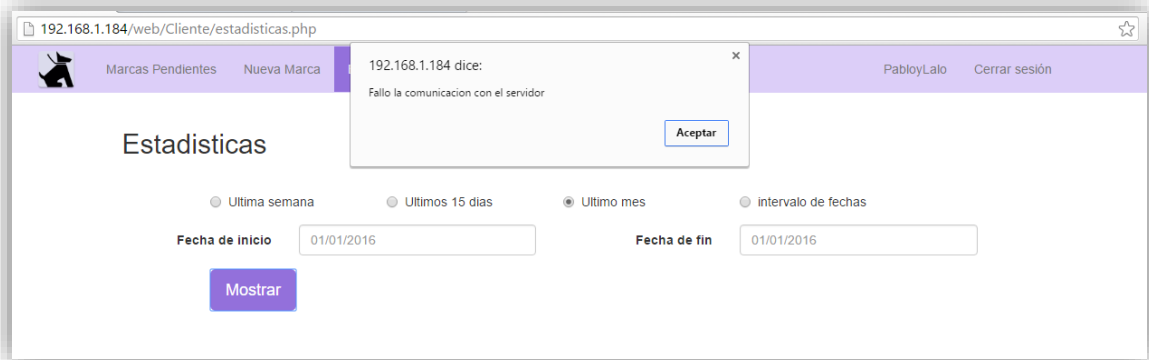 192.168.1.184/web/Cliente/estadisticas.php
Marcas Pendientes Nueva Marca PabloyLalo Cerrar sesión
192.168.1.184 dice:
Fallo la comunicacion con el servidor
Aceptar
Estadisticas
Ultima semana Ultimos 15 dias Ultimo mes intervalo de fechas
Fecha de inicio 01/01/2016 Fecha de fin 01/01/2016
Mostrar